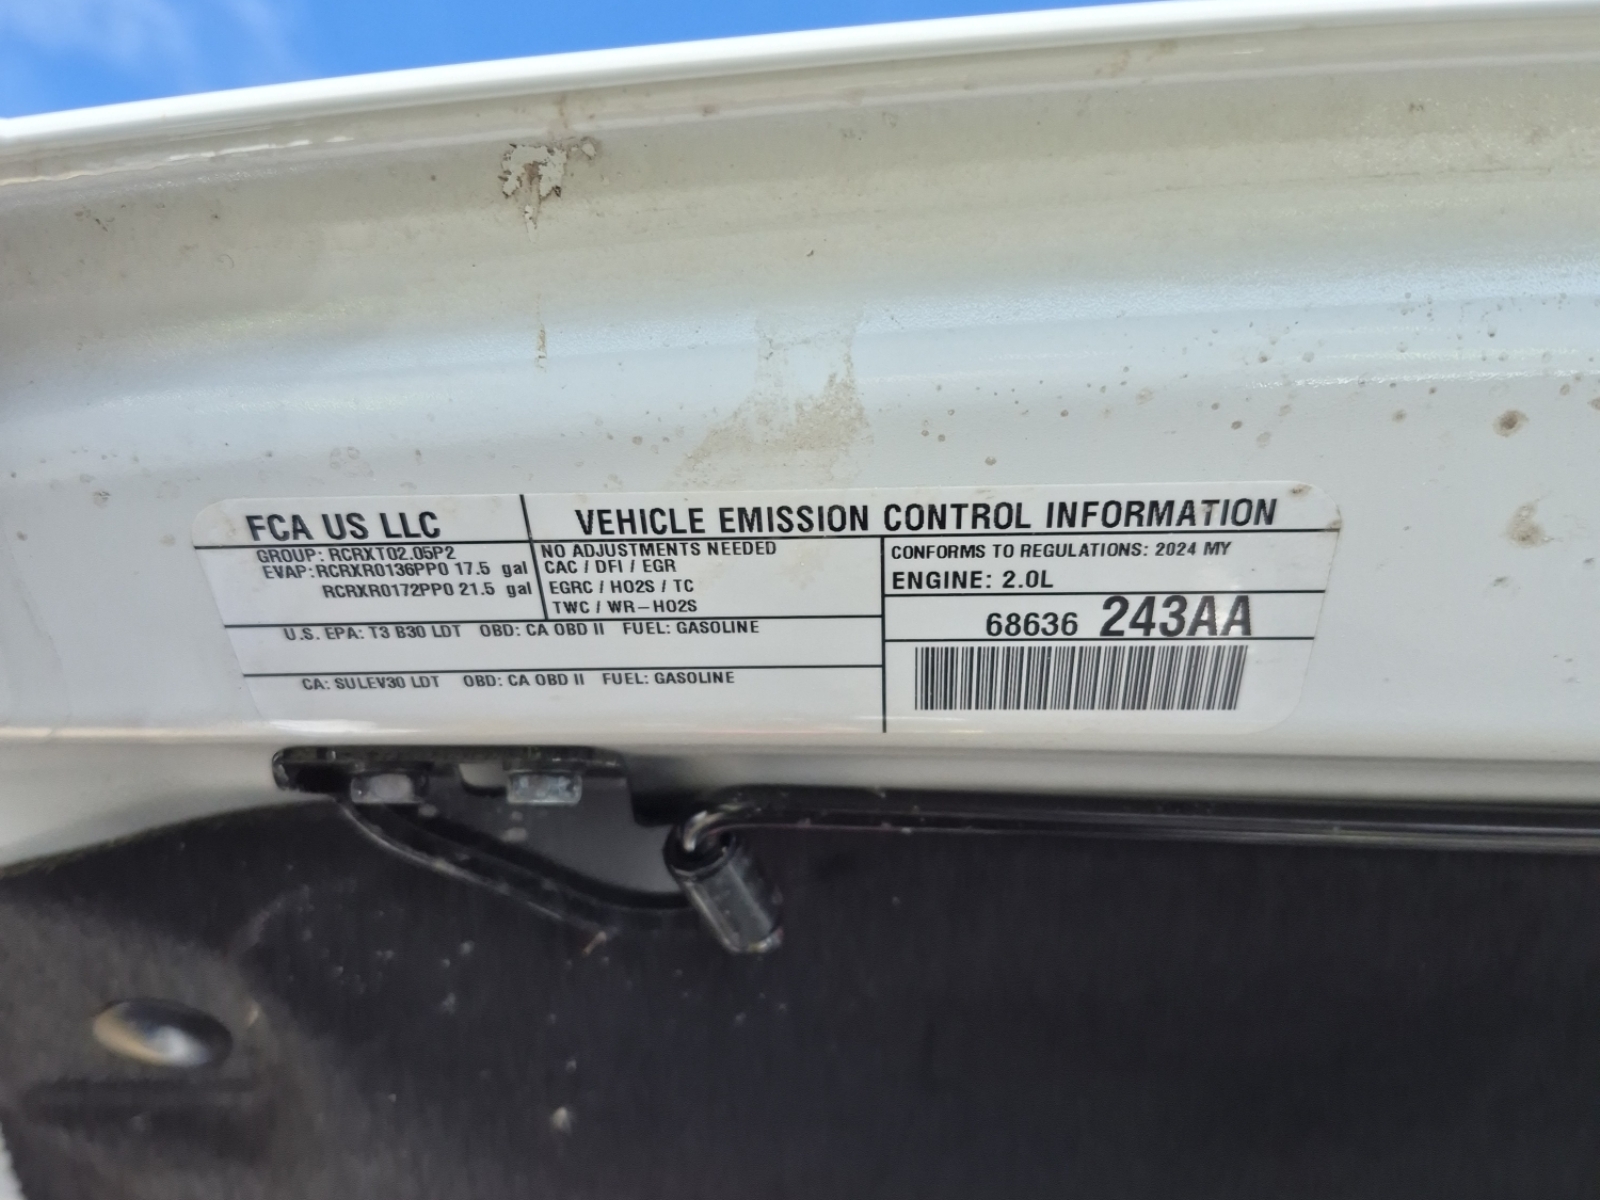 FCA US LLC
VEHICLE EMISSION CONTROL INFORMATION
GROUP: RCRXT02.05P2
EVAP: RCRXR0136PP0 17.5 gal
RCRXR0172PP0 21.5 gal
NO ADJUSTMENTS NEEDED
CAC / DFI / EGR
EGRC / HO2S / TC
TWC / WR-HO2S
CONFORMS TO REGULATIONS: 2024 MY
ENGINE: 2.0L
68636 243AA
U.S. EPA: T3 B30 LDT OBD: CA OBD II FUEL: GASOLINE
CA: SULEV30 LDT OBD: CA OBD II FUEL: GASOLINE